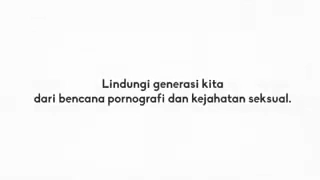 Lindungi generasi kita
dari bencana pornografi dan kejahatan seksual.